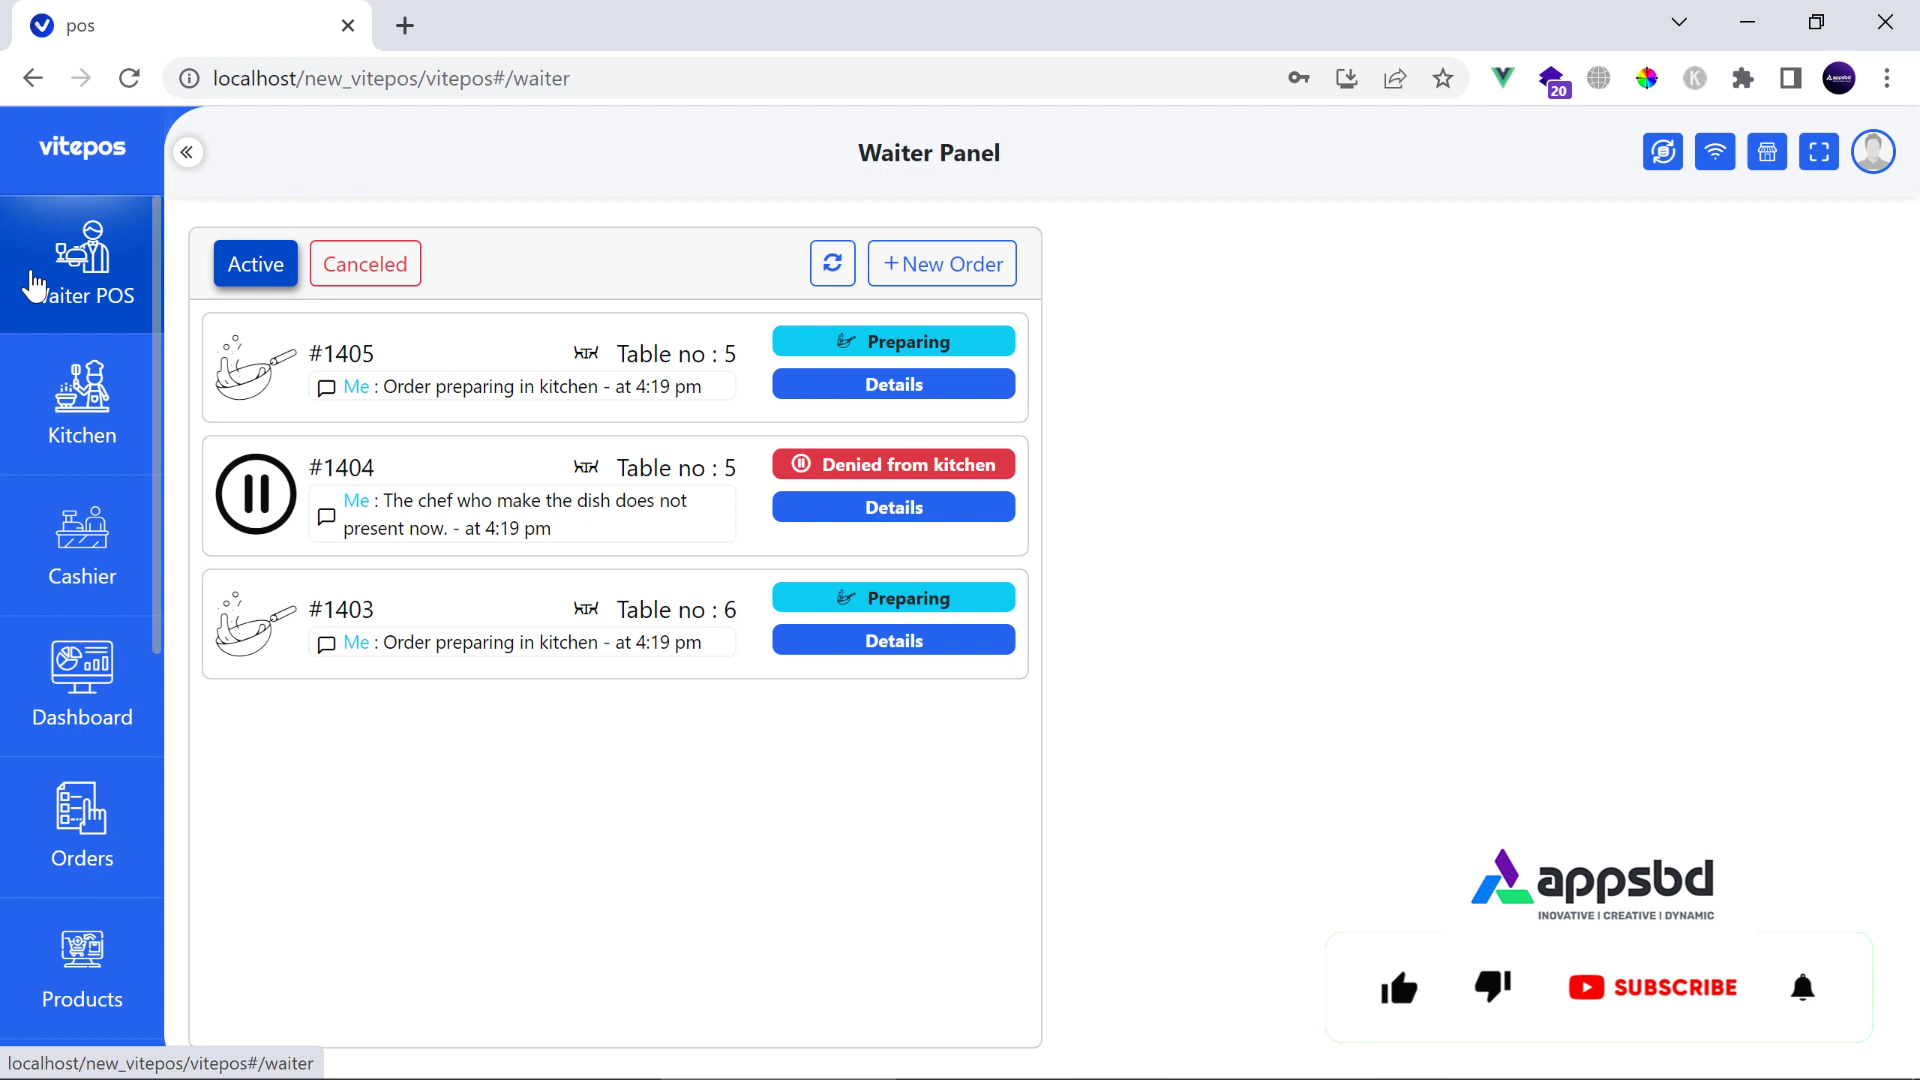 pos
localhost/new_vitepos/vitepos#/waiter
20
K
appsbd
vitepos
Waiter Panel
Waiter POS
Kitchen
Cashier
Dashboard
Orders
Products
Active
Canceled
+ New Order
#1405
Table no : 5
Me : Order preparing in kitchen - at 4:19 pm
Preparing
Details
#1404
Table no : 5
Me : The chef who make the dish does not
present now. - at 4:19 pm
Denied from kitchen
Details
#1403
Table no : 6
Me : Order preparing in kitchen - at 4:19 pm
Preparing
Details
appsbd
INOVATIVE | CREATIVE | DYNAMIC
SUBSCRIBE
localhost/new_vitepos/vitepos#/waiter